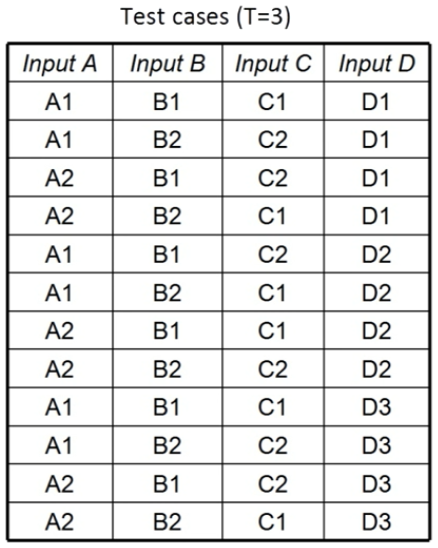 Test cases (T=3)
Input A Input B Input C Input D
A1 B1 C1 D1
A1 B2 C2 D1
A2 B1 C2 D1
A2 B2 C1 D1
A1 B1 C2 D2
A1 B2 C1 D2
A2 B1 C1 D2
A2 B2 C2 D2
A1 B1 C1 D3
A1 B2 C2 D3
A2 B1 C2 D3
A2 B2 C1 D3